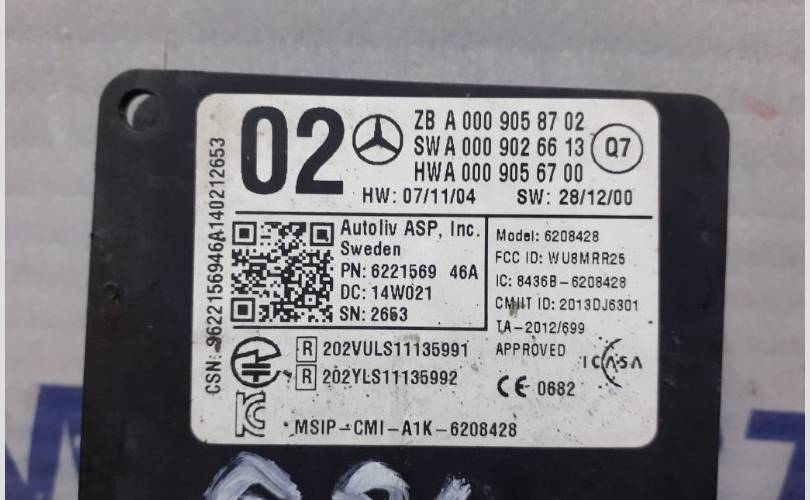 02
ZB A 000 905 87 02
SW A 000 902 66 13
HWA 000 905 67 00
Q7
HW: 07/11/04 SW: 28/12/00
CSN: 9622156946A140212653
Autoliv ASP, Inc.
Sweden
PN: 6221569 46A
DC: 14W021
SN: 2653
Model: 6208428
FCC ID: WU8MRR25
IC: 8436B-6208428
CMIIT ID: 2013DJ6301
TA-2012/699
APPROVED
ICASA
CE 0682
R 202VULS11135991
R 202YLS11135992
MSIP-CMI-A1K-6208428